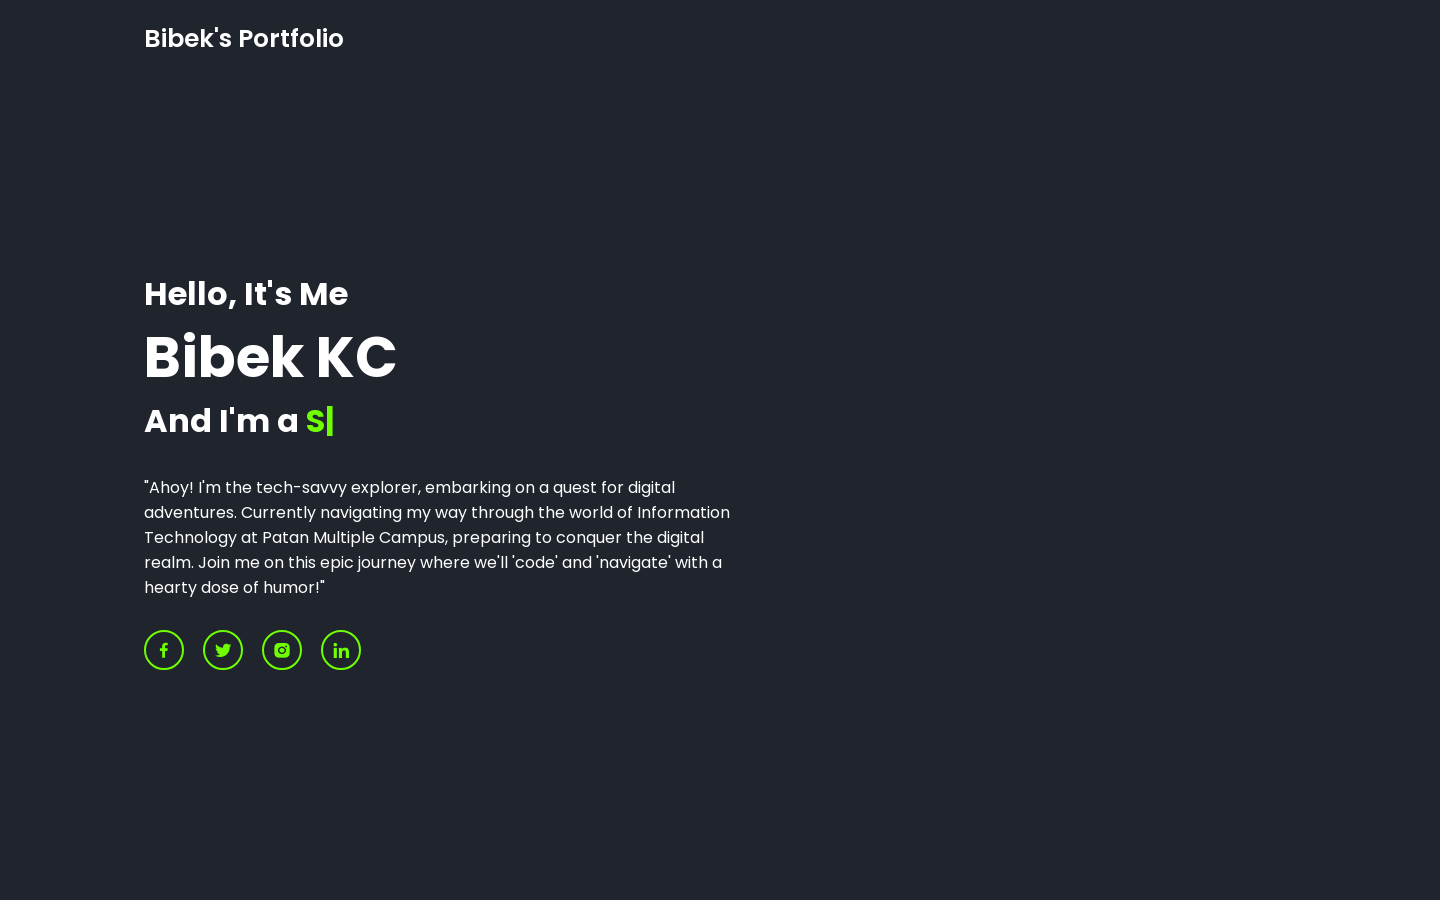 Bibek's Portfolio
Hello, It's Me
Bibek KC
And I'm a S|
"Ahoy! I'm the tech-savvy explorer, embarking on a quest for digital
adventures. Currently navigating my way through the world of Information
Technology at Patan Multiple Campus, preparing to conquer the digital
realm. Join me on this epic journey where we'll 'code' and 'navigate' with a
hearty dose of humor!"